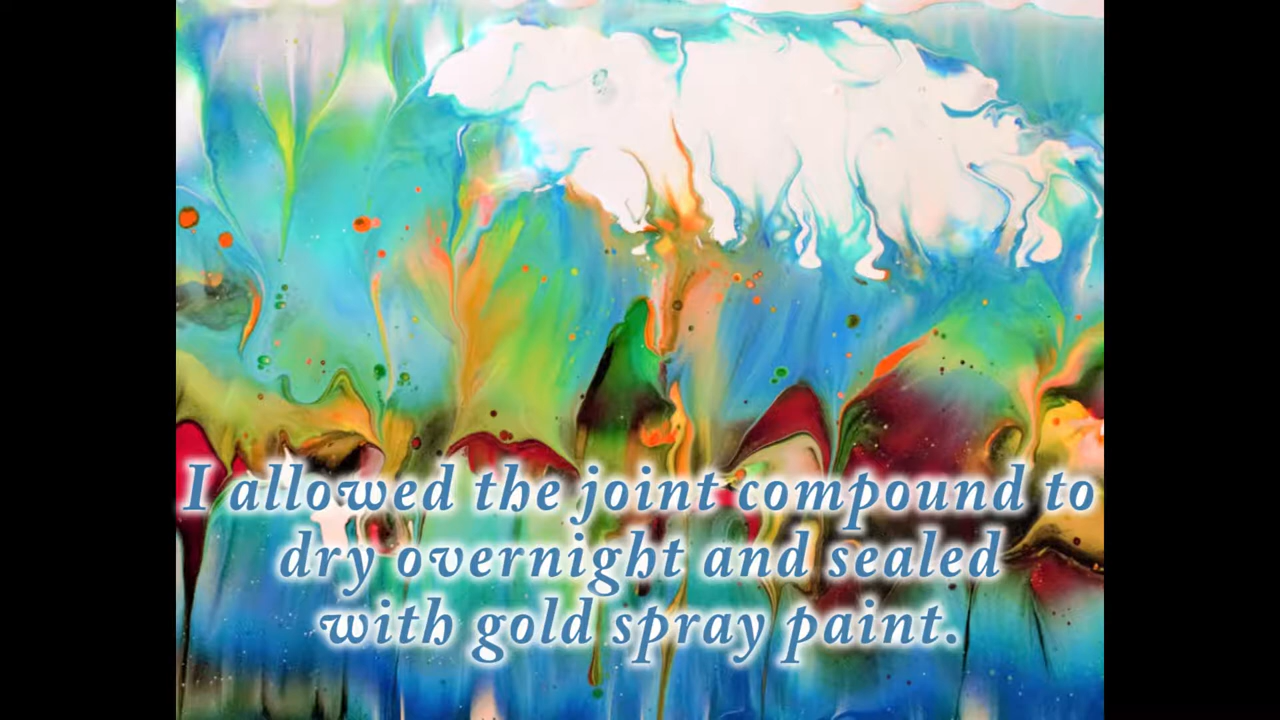 I allowed the joint compound to
dry overnight and sealed
with gold spray paint.